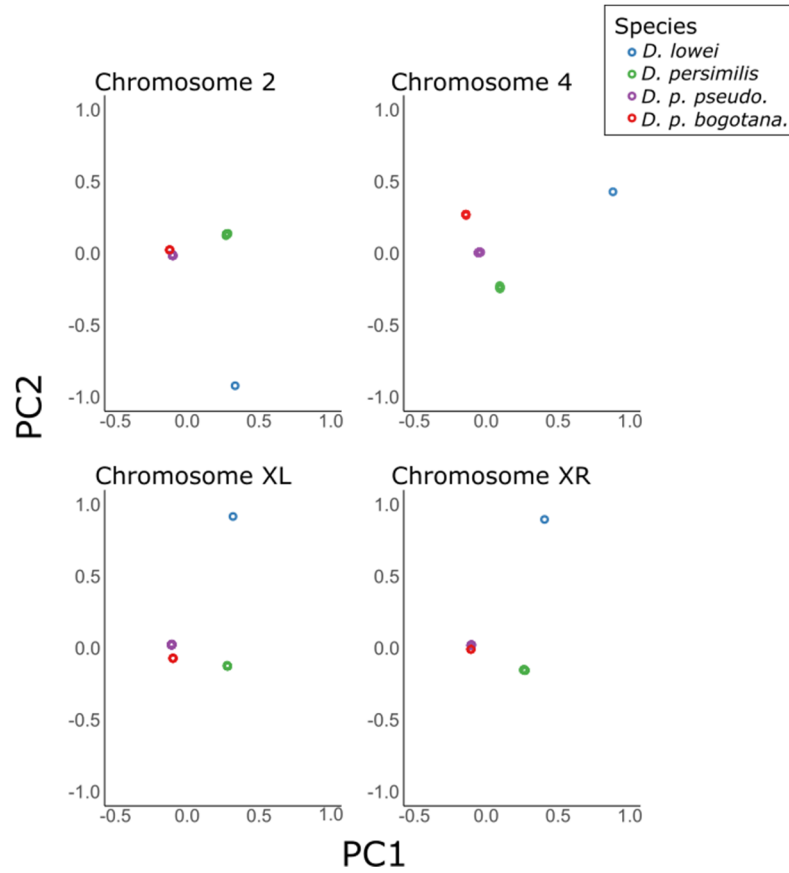 Species
D. lowei
D. persimilis
D. p. pseudo.
D. p. bogotana.
Chromosome 2
1.0
0.5
0.0
-0.5
-1.0
-0.5 0.0 0.5 1.0
Chromosome 4
1.0
0.5
0.0
-0.5
-1.0
-0.5 0.0 0.5 1.0
PC2
Chromosome XL
1.0
0.5
0.0
-0.5
-1.0
-0.5 0.0 0.5 1.0
Chromosome XR
1.0
0.5
0.0
-0.5
-1.0
-0.5 0.0 0.5 1.0
PC1